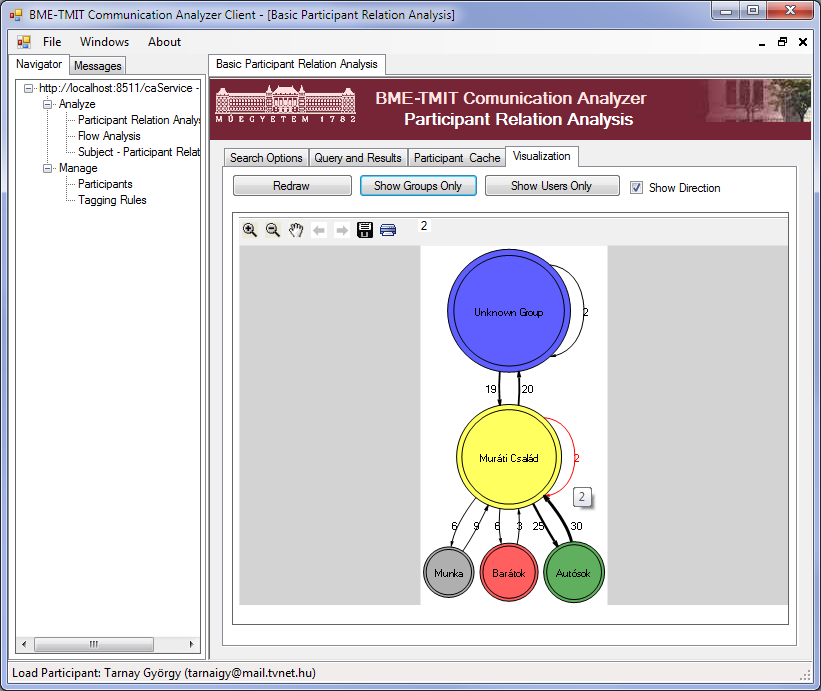 BME-TMIT Communication Analyzer Client - [Basic Participant Relation Analysis]
File Windows About
Navigator Messages
http://localhost:8511/caService -
Analyze
Participant Relation Analys
Flow Analysis
Subject - Participant Relat
Manage
Participants
Tagging Rules
Basic Participant Relation Analysis
MŰEGYETEM 1782
BME-TMIT Comunication Analyzer
Participant Relation Analysis
Search Options Query and Results Participant Cache Visualization
Redraw Show Groups Only Show Users Only Show Direction
2
Unknown Group 2
19 20
Muráti Család 2
2
6 9 6 3 25 30
Munka Barátok Autósok
Load Participant: Tarnay György (tarnaigy@mail.tvnet.hu)